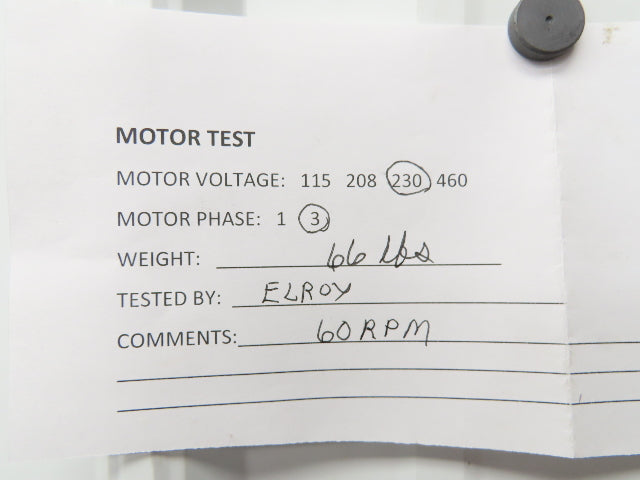 MOTOR TEST
MOTOR VOLTAGE: 115 208 230 460
MOTOR PHASE: 1 3
WEIGHT: 66 lbs
TESTED BY: ELROY
COMMENTS: 60 RPM